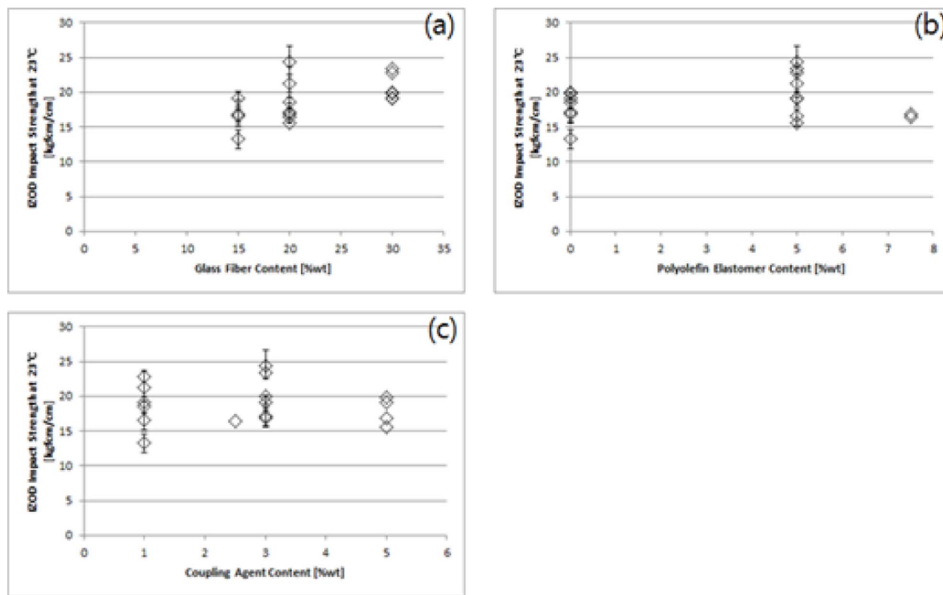 (a)
IZOD Impact Strength at 23℃
[kgfcm/cm]
30
25
20
15
10
5
0
0 5 10 15 20 25 30 35
Glass Fiber Content [%wt]
(b)
IZOD Impact Strength at 23℃
[kgfcm/cm]
30
25
20
15
10
5
0
0 1 2 3 4 5 6 7 8
Polyolefin Elastomer Content [%wt]
(c)
IZOD Impact Strength at 23℃
[kgfcm/cm]
30
25
20
15
10
5
0
0 1 2 3 4 5 6
Coupling Agent Content [%wt]